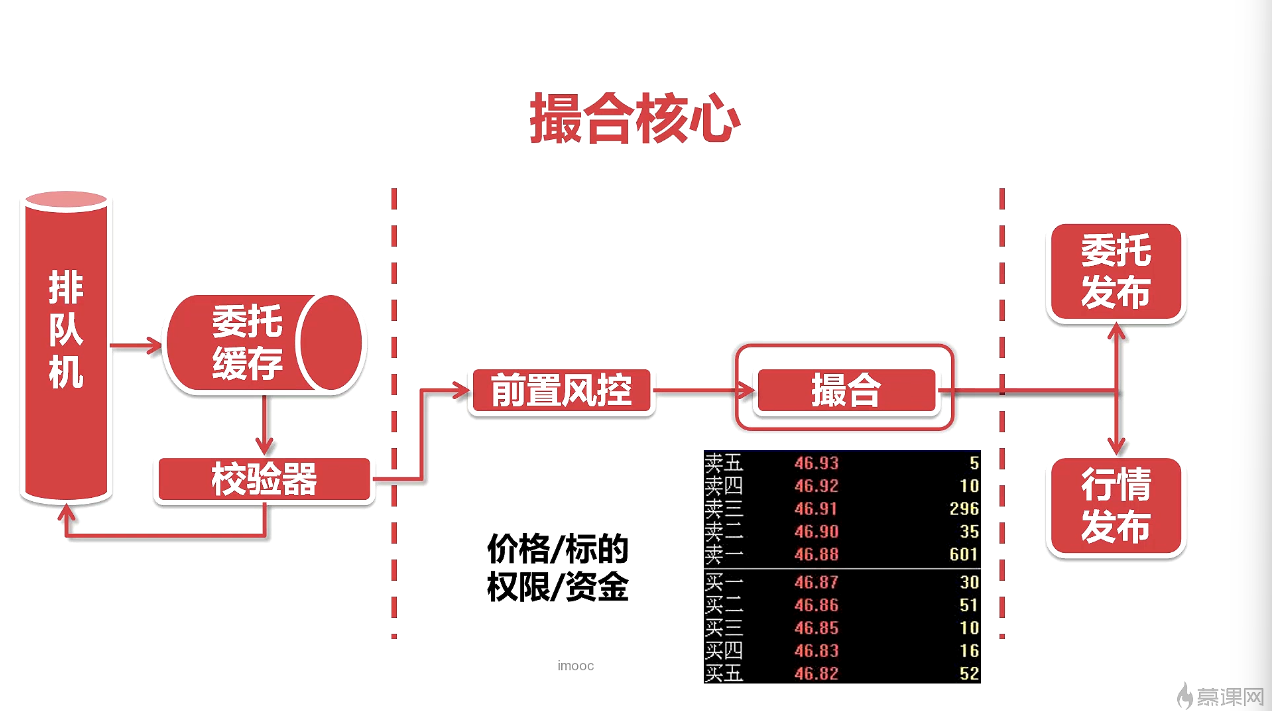 撮合核心
排
队
机
委托
缓存
校验器
前置风控
价格/标的
权限/资金
撮合
卖五 46.93 5
卖四 46.92 10
卖三 46.91 296
卖二 46.90 35
卖一 46.88 601
买一 46.87 30
买二 46.86 51
买三 46.85 10
买四 46.83 16
买五 46.82 52
委托
发布
行情
发布
imooc
慕课网